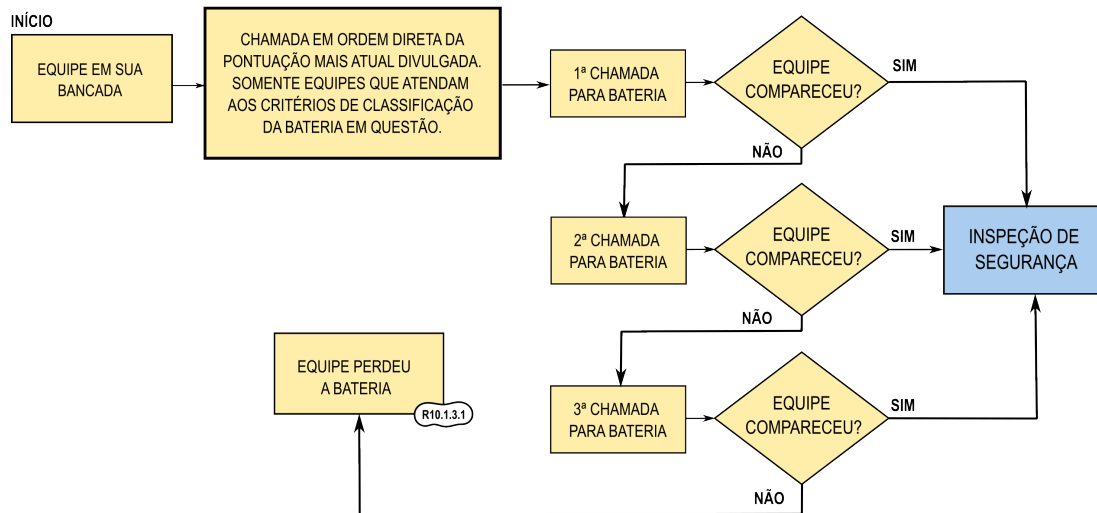 INÍCIO
EQUIPE EM SUA
BANCADA
CHAMADA EM ORDEM DIRETA DA
PONTUAÇÃO MAIS ATUAL DIVULGADA.
SOMENTE EQUIPES QUE ATENDAM
AOS CRITÉRIOS DE CLASSIFICAÇÃO
DA BATERIA EM QUESTÃO.
1ª CHAMADA
PARA BATERIA
EQUIPE
COMPARECEU?
SIM
NÃO
2ª CHAMADA
PARA BATERIA
EQUIPE
COMPARECEU?
SIM
INSPEÇÃO DE
SEGURANÇA
NÃO
EQUIPE PERDEU
A BATERIA
R10.1.3.1
3ª CHAMADA
PARA BATERIA
EQUIPE
COMPARECEU?
SIM
NÃO